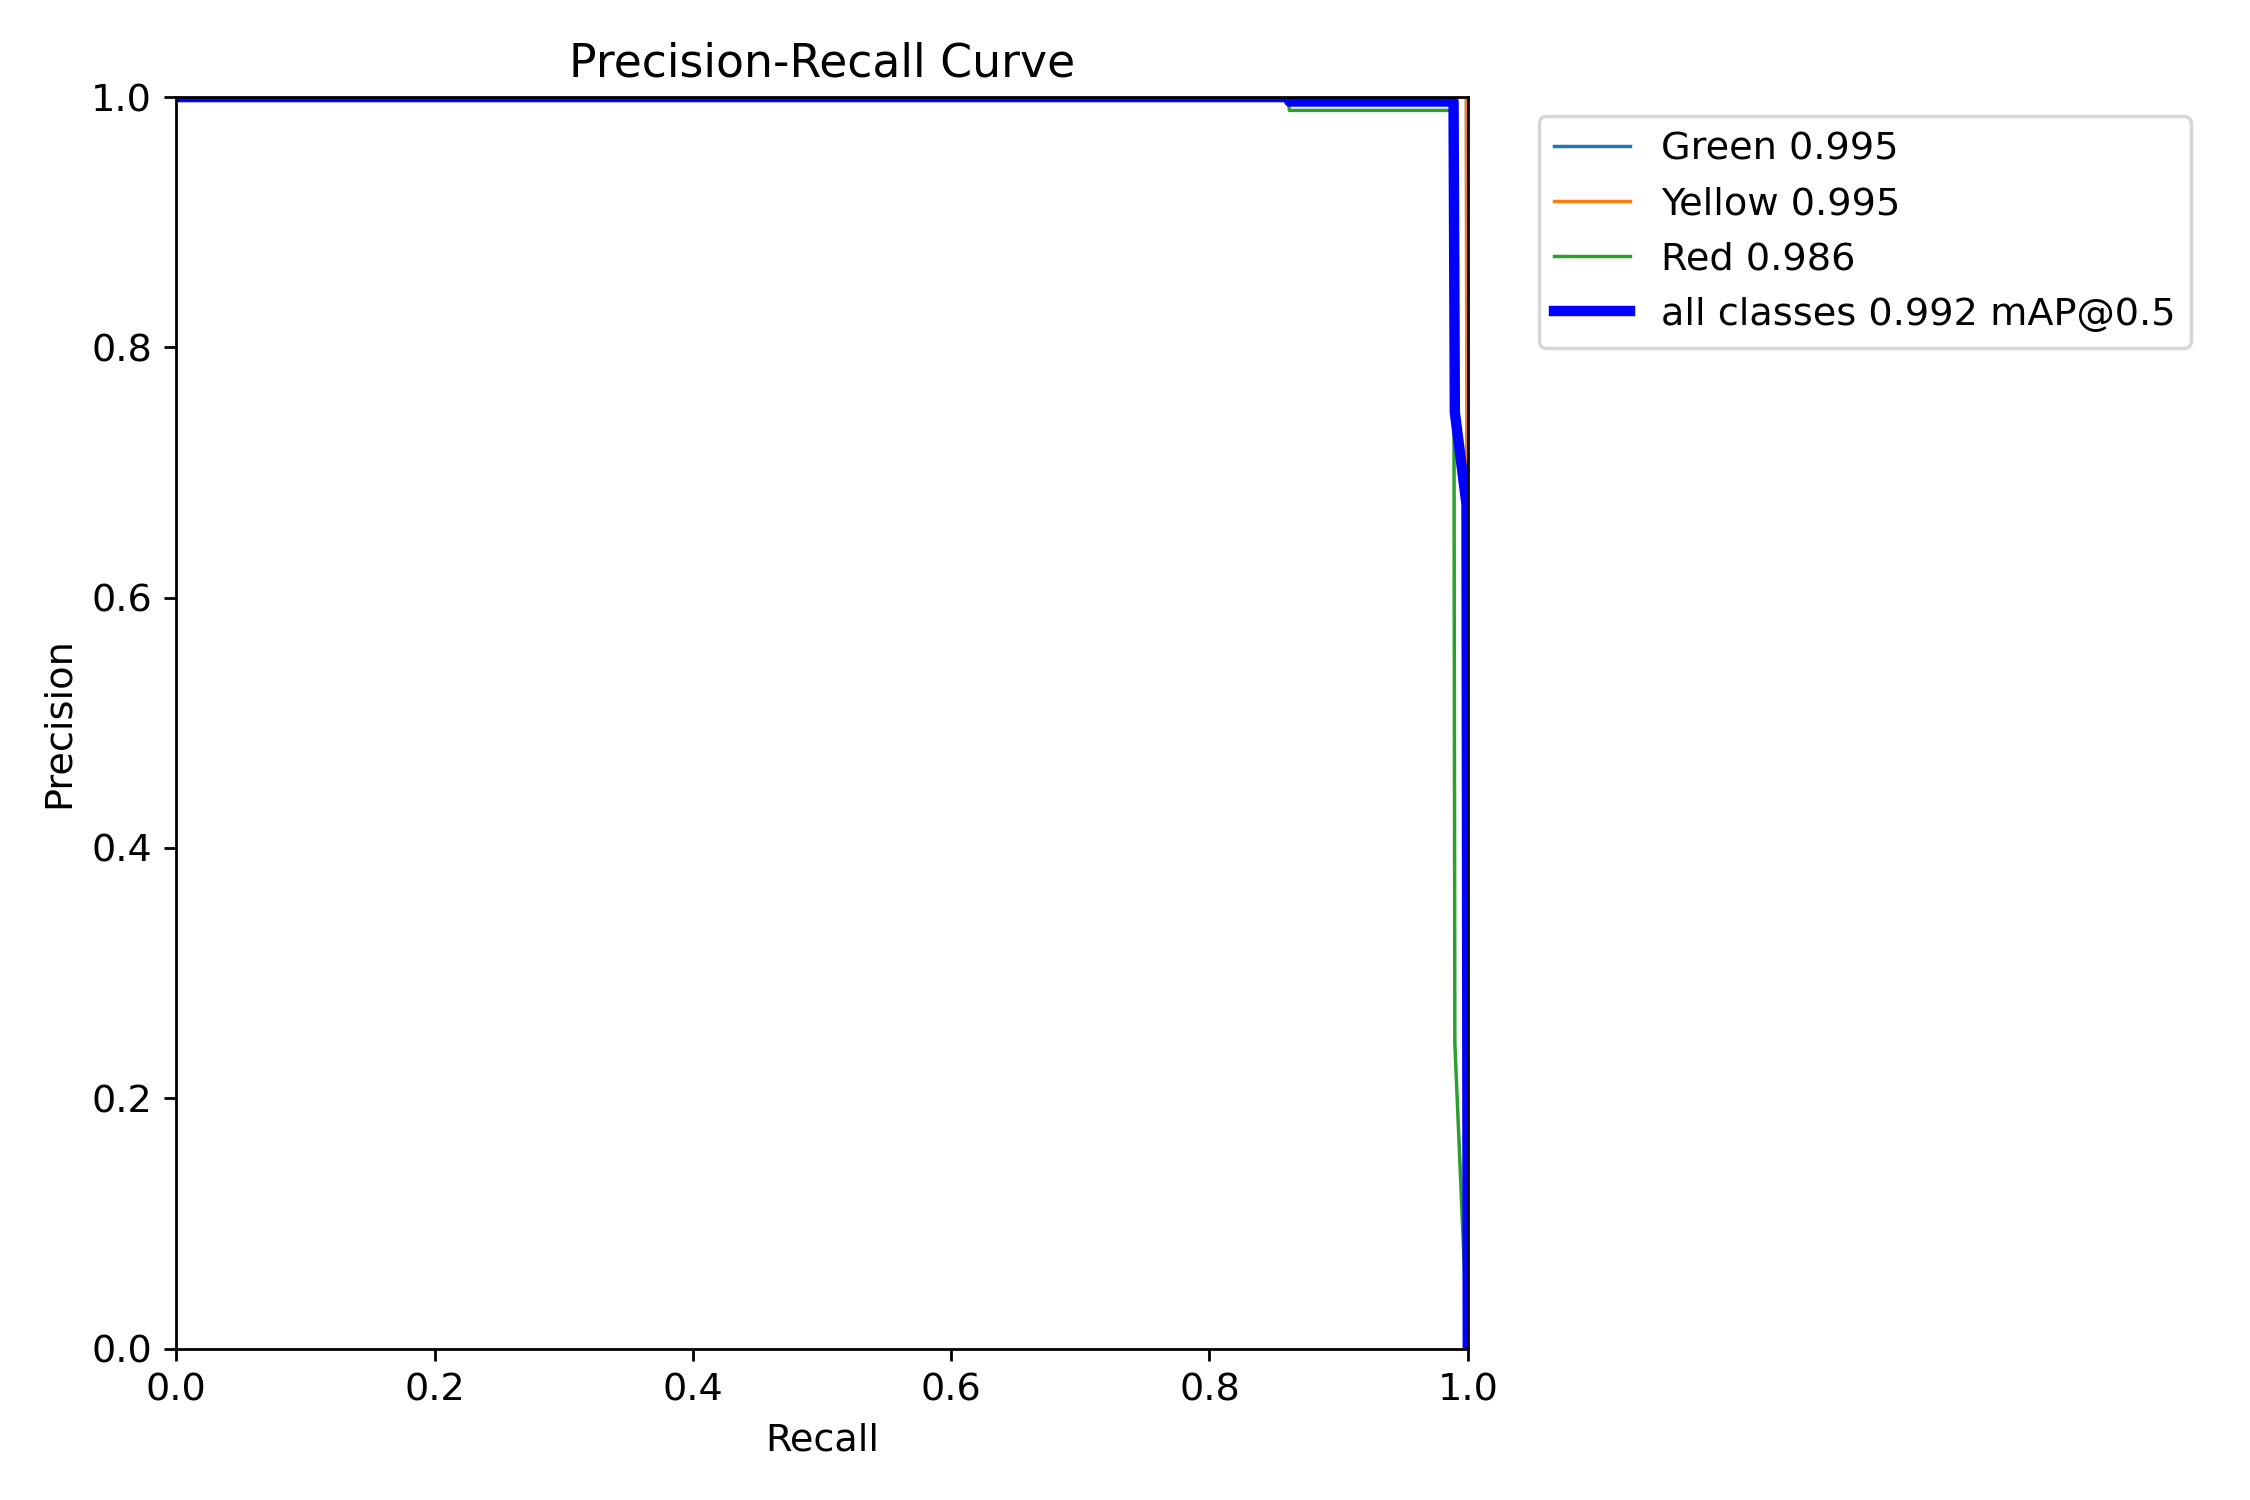 Precision-Recall Curve
1.0
0.8
0.6
0.4
0.2
0.0
Precision
0.0 0.2 0.4 0.6 0.8 1.0
Recall
Green 0.995
Yellow 0.995
Red 0.986
all classes 0.992 mAP@0.5